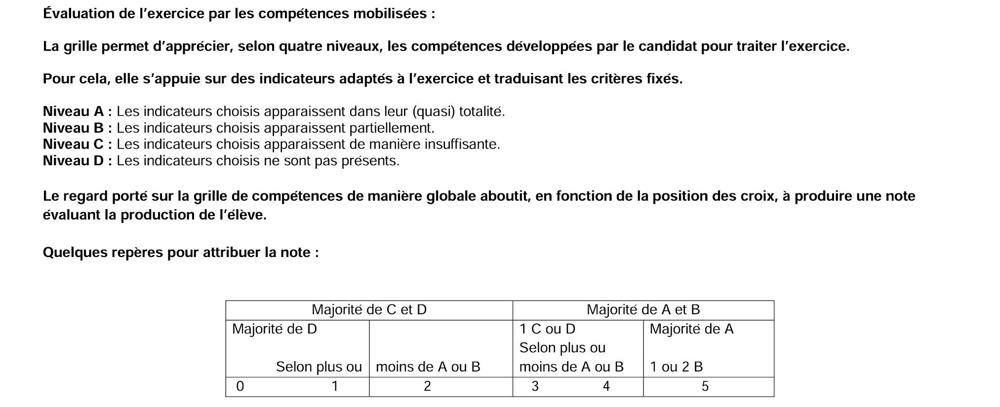 Évaluation de l'exercice par les compétences mobilisées :
La grille permet d'apprécier, selon quatre niveaux, les compétences développées par le candidat pour traiter l'exercice.
Pour cela, elle s'appuie sur des indicateurs adaptés à l'exercice et traduisant les critères fixés.
Niveau A : Les indicateurs choisis apparaissent dans leur (quasi) totalité.
Niveau B : Les indicateurs choisis apparaissent partiellement.
Niveau C : Les indicateurs choisis apparaissent de manière insuffisante.
Niveau D : Les indicateurs choisis ne sont pas présents.
Le regard porté sur la grille de compétences de manière globale aboutit, en fonction de la position des croix, à produire une note
évaluant la production de l'élève.
Quelques repères pour attribuer la note :
Majorité de C et D Majorité de A et B
Majorité de D 1 C ou D Majorité de A
Selon plus ou
Selon plus ou moins de A ou B moins de A ou B 1 ou 2 B
0 1 2 3 4 5